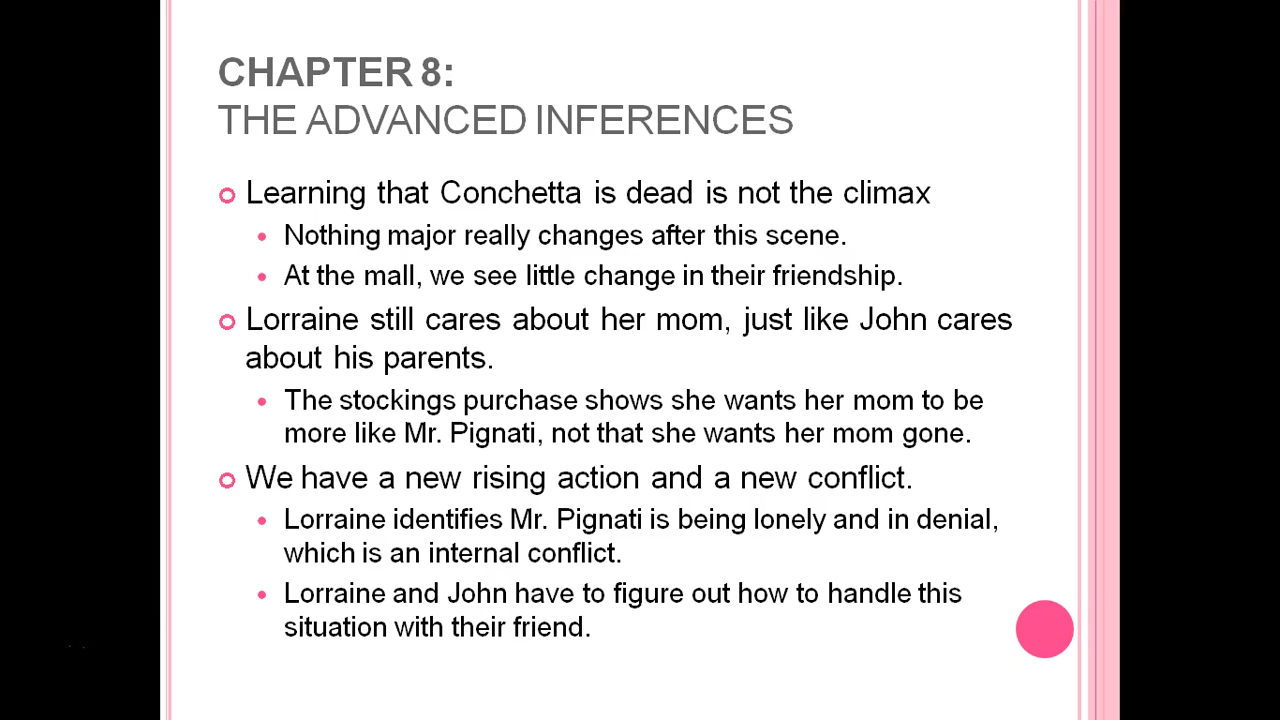 CHAPTER 8:
THE ADVANCED INFERENCES
Learning that Conchetta is dead is not the climax
Nothing major really changes after this scene.
At the mall, we see little change in their friendship.
Lorraine still cares about her mom, just like John cares
about his parents.
The stockings purchase shows she wants her mom to be
more like Mr. Pignati, not that she wants her mom gone.
We have a new rising action and a new conflict.
Lorraine identifies Mr. Pignati is being lonely and in denial,
which is an internal conflict.
Lorraine and John have to figure out how to handle this
situation with their friend.